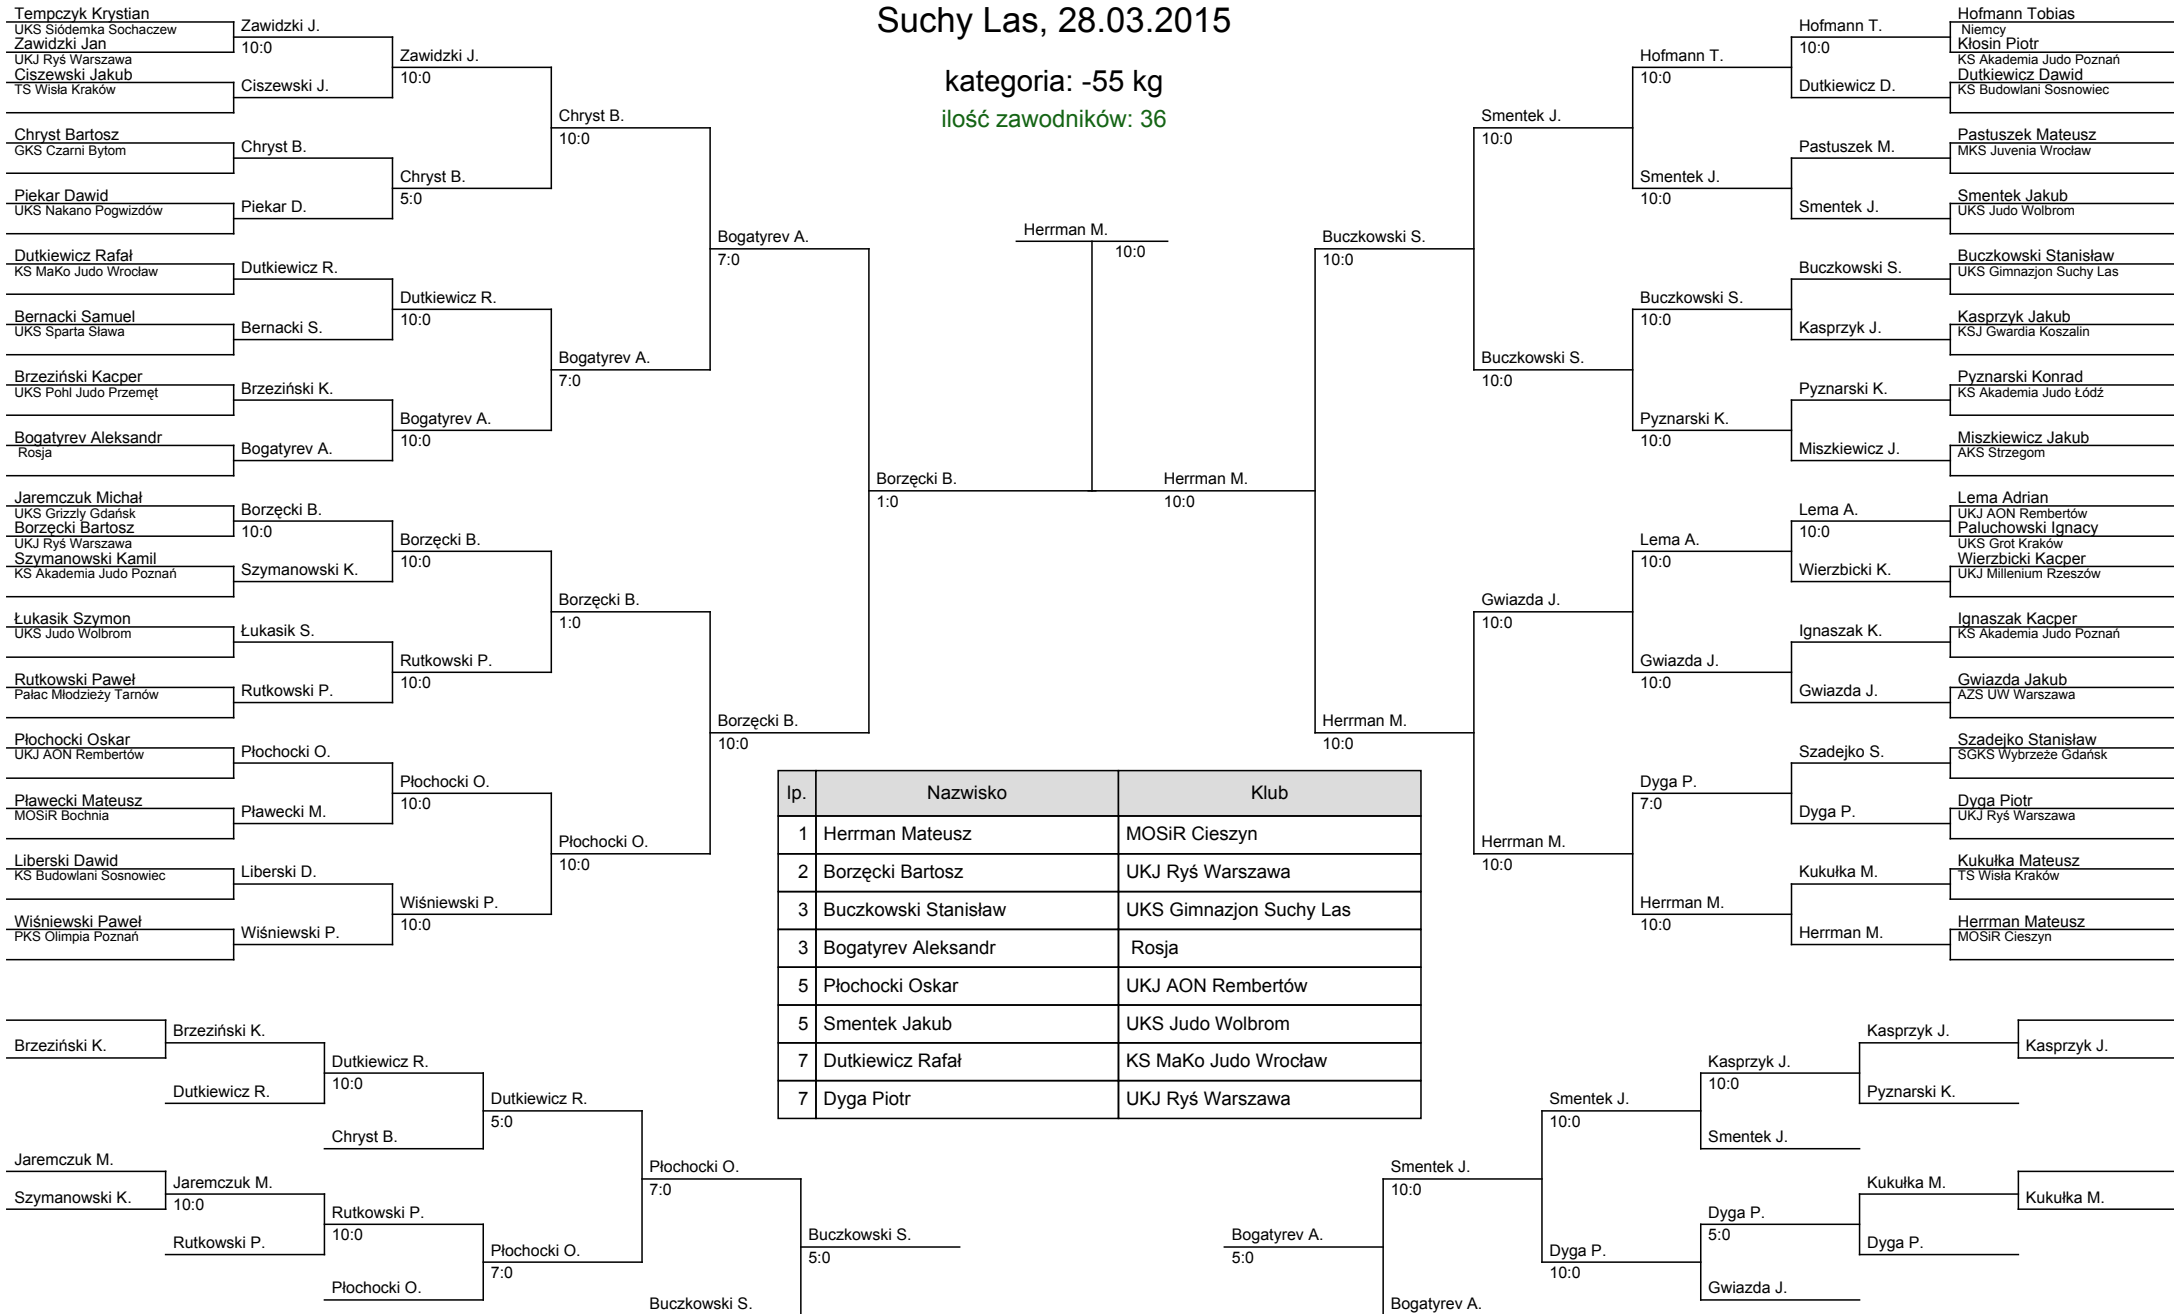 Suchy Las, 28.03.2015
kategoria: -55 kg
ilość zawodników: 36
Tempczyk Krystian
UKS Siódemka Sochaczew
Zawidzki Jan
UKJ Ryś Warszawa
Ciszewski Jakub
TS Wisła Kraków
Chryst Bartosz
GKS Czarni Bytom
Piekar Dawid
UKS Nakano Pogwizdów
Dutkiewicz Rafał
KS MaKo Judo Wrocław
Bernacki Samuel
UKS Sparta Sława
Brzeziński Kacper
UKS Pohl Judo Przemęt
Bogatyrev Aleksandr
Rosja
Jaremczuk Michał
UKS Grizzly Gdańsk
Borzęcki Bartosz
UKJ Ryś Warszawa
Szymanowski Kamil
KS Akademia Judo Poznań
Łukasik Szymon
UKS Judo Wolbrom
Rutkowski Paweł
Pałac Młodzieży Tarnów
Płochocki Oskar
UKJ AON Rembertów
Pławecki Mateusz
MOSiR Bochnia
Liberski Dawid
KS Budowlani Sosnowiec
Wiśniewski Paweł
PKS Olimpia Poznań
Zawidzki J.
10:0
Ciszewski J.
Chryst B.
Piekar D.
Dutkiewicz R.
Bernacki S.
Brzeziński K.
Bogatyrev A.
Borzęcki B.
10:0
Szymanowski K.
Łukasik S.
Rutkowski P.
Płochocki O.
Pławecki M.
Liberski D.
Wiśniewski P.
Zawidzki J.
10:0
Chryst B.
5:0
Dutkiewicz R.
10:0
Bogatyrev A.
10:0
Borzęcki B.
10:0
Rutkowski P.
10:0
Płochocki O.
10:0
Wiśniewski P.
10:0
Chryst B.
10:0
Bogatyrev A.
7:0
Borzęcki B.
1:0
Płochocki O.
10:0
Bogatyrev A.
7:0
Borzęcki B.
10:0
Borzęcki B.
1:0
Herrman M.
10:0
Herrman M.
10:0
Buczkowski S.
10:0
Herrman M.
10:0
Smentek J.
10:0
Buczkowski S.
10:0
Gwiazda J.
10:0
Herrman M.
10:0
Hofmann T.
10:0
Smentek J.
10:0
Buczkowski S.
10:0
Pyznarski K.
10:0
Lema A.
10:0
Gwiazda J.
10:0
Dyga P.
7:0
Herrman M.
10:0
Hofmann T.
10:0
Dutkiewicz D.
Pastuszek M.
Smentek J.
Buczkowski S.
Kasprzyk J.
Pyznarski K.
Miszkiewicz J.
Lema A.
10:0
Wierzbicki K.
Ignaszak K.
Gwiazda J.
Szadejko S.
Dyga P.
Kukułka M.
Herrman M.
Hofmann Tobias
Niemcy
Kłosin Piotr
KS Akademia Judo Poznań
Dutkiewicz Dawid
KS Budowlani Sosnowiec
Pastuszek Mateusz
MKS Juvenia Wrocław
Smentek Jakub
UKS Judo Wolbrom
Buczkowski Stanisław
UKS Gimnazjon Suchy Las
Kasprzyk Jakub
KSJ Gwardia Koszalin
Pyznarski Konrad
KS Akademia Judo Łódź
Miszkiewicz Jakub
AKS Strzegom
Lema Adrian
UKJ AON Rembertów
Paluchowski Ignacy
UKS Grot Kraków
Wierzbicki Kacper
UKJ Millenium Rzeszów
Ignaszak Kacper
KS Akademia Judo Poznań
Gwiazda Jakub
AZS UW Warszawa
Szadejko Stanisław
SGKS Wybrzeże Gdańsk
Dyga Piotr
UKJ Ryś Warszawa
Kukułka Mateusz
TS Wisła Kraków
Herrman Mateusz
MOSiR Cieszyn
lp. Nazwisko Klub
1 Herrman Mateusz MOSiR Cieszyn
2 Borzęcki Bartosz UKJ Ryś Warszawa
3 Buczkowski Stanisław UKS Gimnazjon Suchy Las
3 Bogatyrev Aleksandr Rosja
5 Płochocki Oskar UKJ AON Rembertów
5 Smentek Jakub UKS Judo Wolbrom
7 Dutkiewicz Rafał KS MaKo Judo Wrocław
7 Dyga Piotr UKJ Ryś Warszawa
Brzeziński K.
Jaremczuk M.
Szymanowski K.
Brzeziński K.
Dutkiewicz R.
Jaremczuk M.
10:0
Rutkowski P.
Dutkiewicz R.
10:0
Chryst B.
Rutkowski P.
10:0
Płochocki O.
Dutkiewicz R.
5:0
Płochocki O.
7:0
Płochocki O.
7:0
Buczkowski S.
Buczkowski S.
5:0
Bogatyrev A.
5:0
Smentek J.
10:0
Bogatyrev A.
Smentek J.
10:0
Dyga P.
10:0
Kasprzyk J.
10:0
Smentek J.
Dyga P.
5:0
Gwiazda J.
Kasprzyk J.
Pyznarski K.
Kukułka M.
Dyga P.
Kasprzyk J.
Kukułka M.